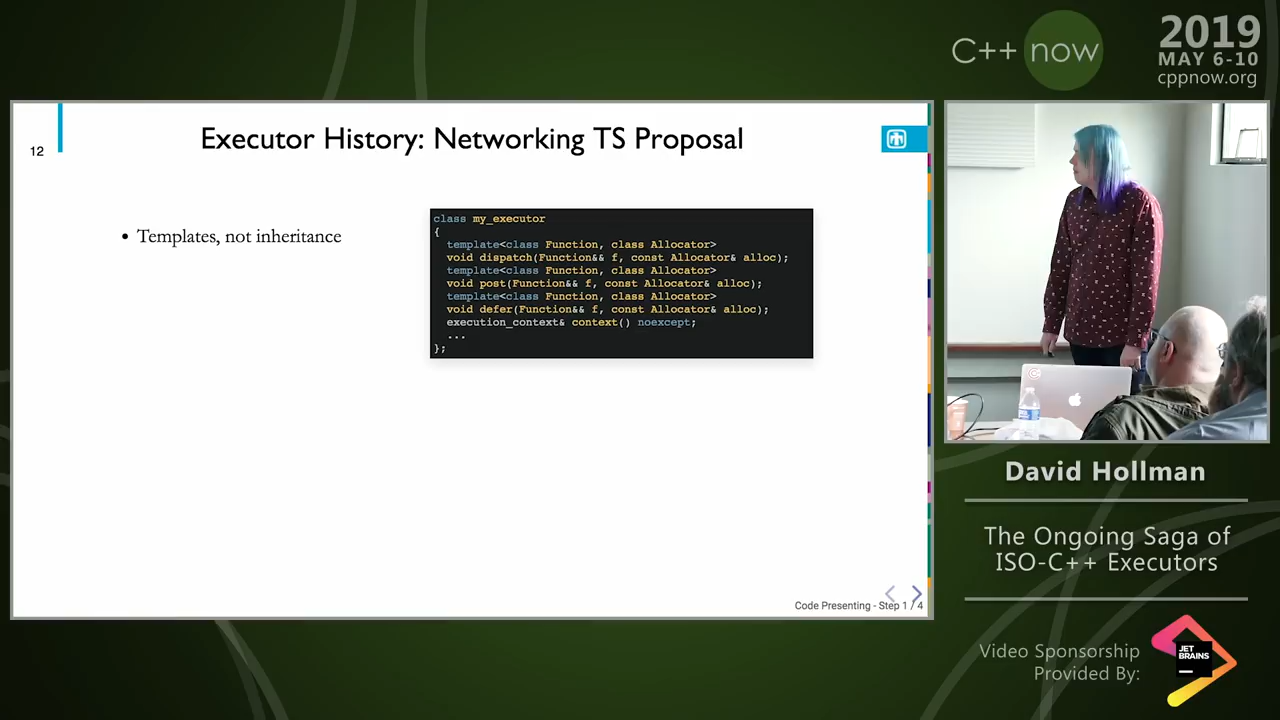 C++ now
2019
MAY 6-10
cppnow.org
12
Executor History: Networking TS Proposal
• Templates, not inheritance
class my_executor
{
template<class Function, class Allocator>
void dispatch(Function&& f, const Allocator& alloc);
template<class Function, class Allocator>
void post(Function&& f, const Allocator& alloc);
template<class Function, class Allocator>
void defer(Function&& f, const Allocator& alloc);
execution_context& context() noexcept;
...
};
Code Presenting - Step 1 / 4
David Hollman
The Ongoing Saga of
ISO-C++ Executors
Video Sponsorship
Provided By:
JET
BRAINS